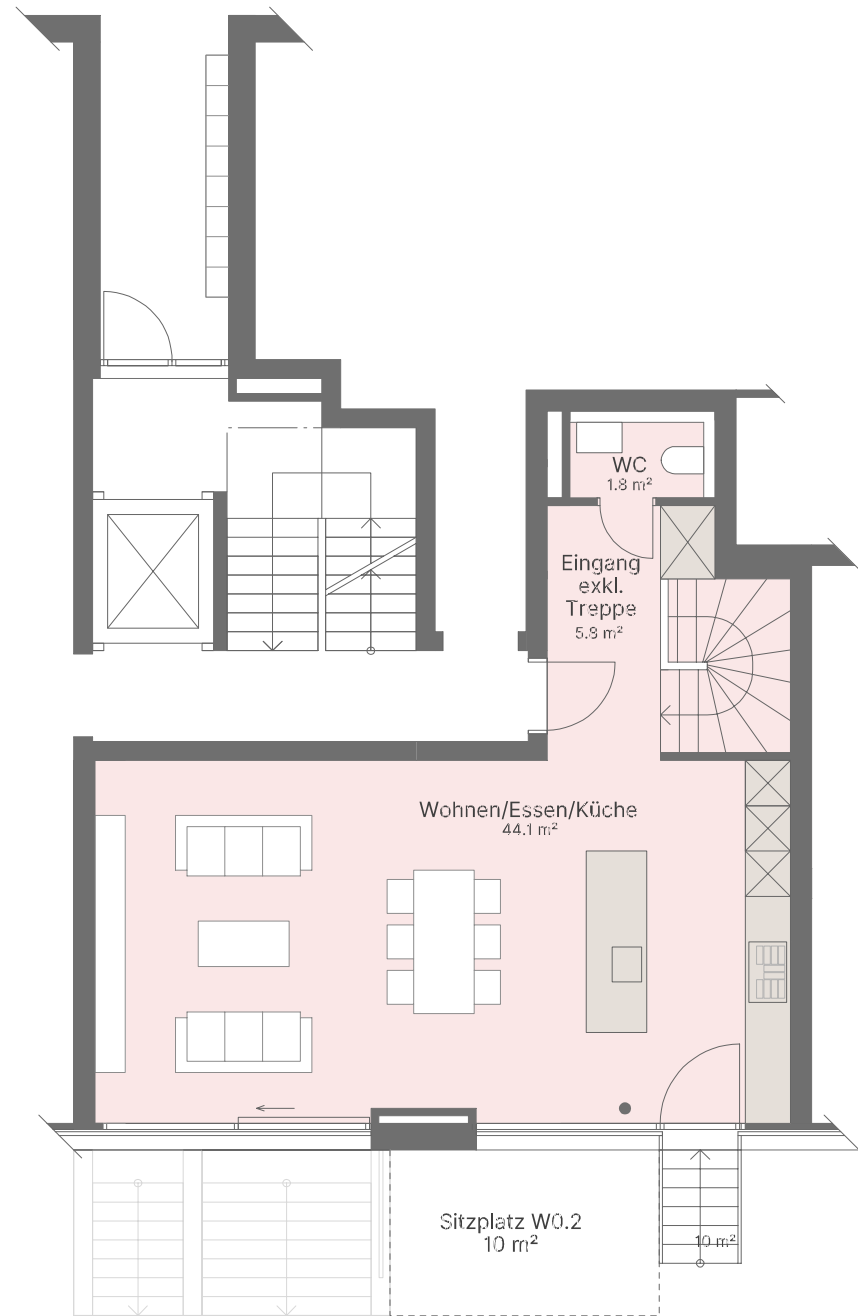 WC
1.8 m²
Eingang
exkl.
Treppe
5.8 m²
Wohnen/Essen/Küche
44.1 m²
Sitzplatz W0.2
10 m²
10 m²